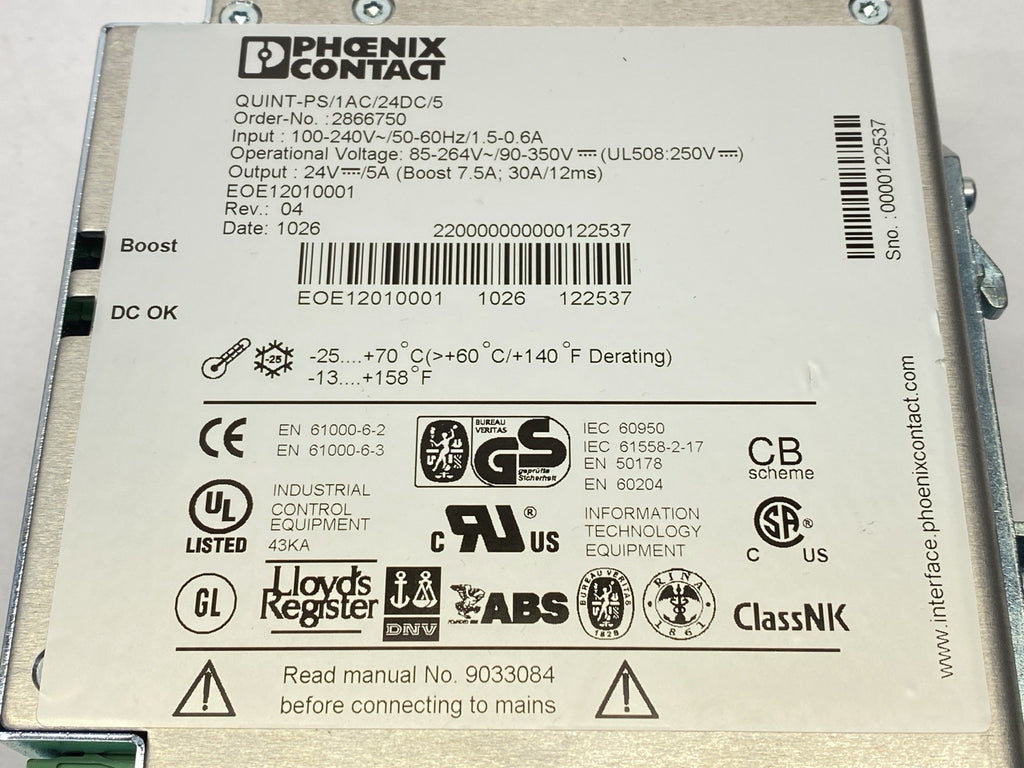 PHŒNIX
CONTACT
QUINT-PS/1AC/24DC/5
Order-No. :2866750
Input : 100-240V~/50-60Hz/1.5-0.6A
Operational Voltage: 85-264V~/90-350V⎓(UL508:250V⎓)
Output : 24V⎓/5A (Boost 7.5A; 30A/12ms)
EOE12010001
Rev.: 04
Date: 1026
220000000000122537
EOE12010001 1026 122537
Sno. : 0000122537
Boost
DC OK
-25
-25....+70°C(>+60°C/+140°F Derating)
-13....+158°F
CE
EN 61000-6-2
EN 61000-6-3
BUREAU
VERITAS
GS
geprüfte
Sicherheit
IEC 60950
IEC 61558-2-17
EN 50178
EN 60204
CB
scheme
UL
LISTED
INDUSTRIAL
CONTROL
EQUIPMENT
43KA
C RU® US
INFORMATION
TECHNOLOGY
EQUIPMENT
SA®
C US
GL
Lloyd's
Register
DNV
ABS
BUREAU VERITAS
1828
RINA
1861
ClassNK
www.interface.phoenixcontact.com
Read manual No. 9033084
before connecting to mains